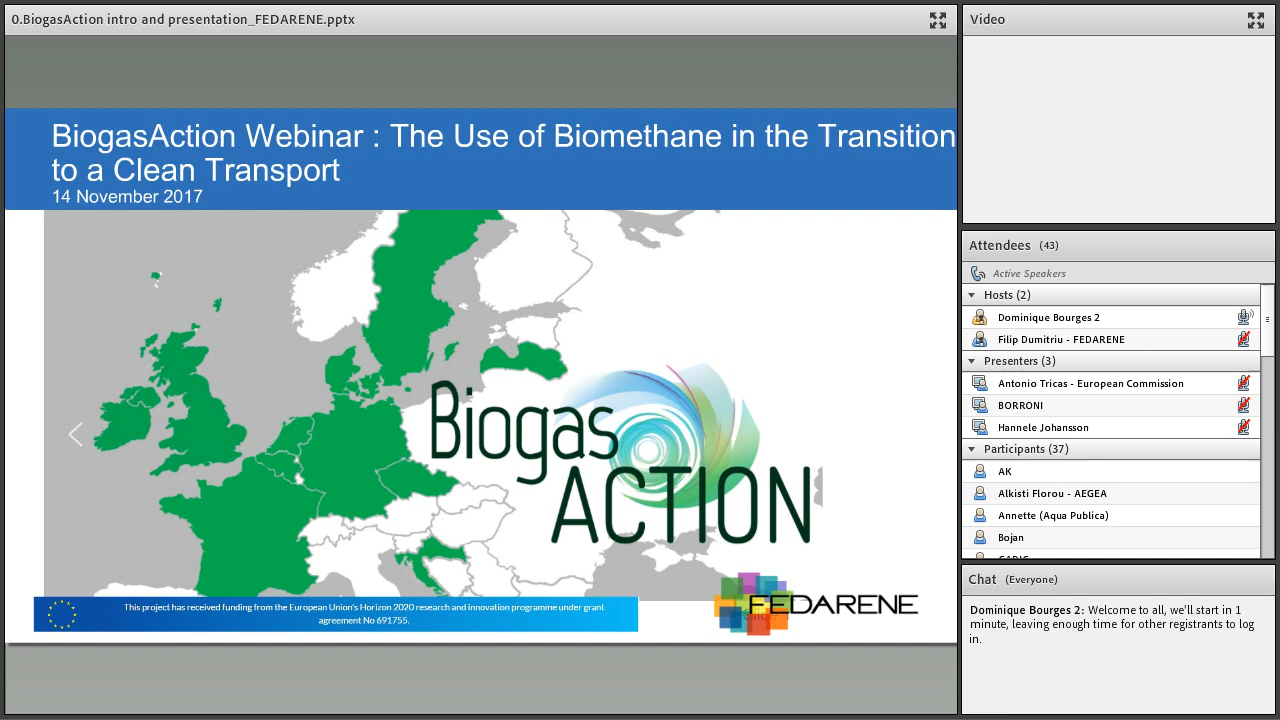 0.BiogasAction intro and presentation_FEDARENE.pptx
BiogasAction Webinar : The Use of Biomethane in the Transition
to a Clean Transport
14 November 2017
Biogas
ACTION
This project has received funding from the European Union's Horizon 2020 research and innovation programme under grant
agreement No 691755.
FEDARENE
Video
Attendees (43)
Active Speakers
Hosts (2)
Dominique Bourges 2
Filip Dumitriu - FEDARENE
Presenters (3)
Antonio Tricas - European Commission
BORRONI
Hannele Johansson
Participants (37)
AK
Alkisti Florou - AEGEA
Annette (Aqua Publica)
Bojan
Chat (Everyone)
Dominique Bourges 2: Welcome to all, we'll start in 1
minute, leaving enough time for other registrants to log
in.